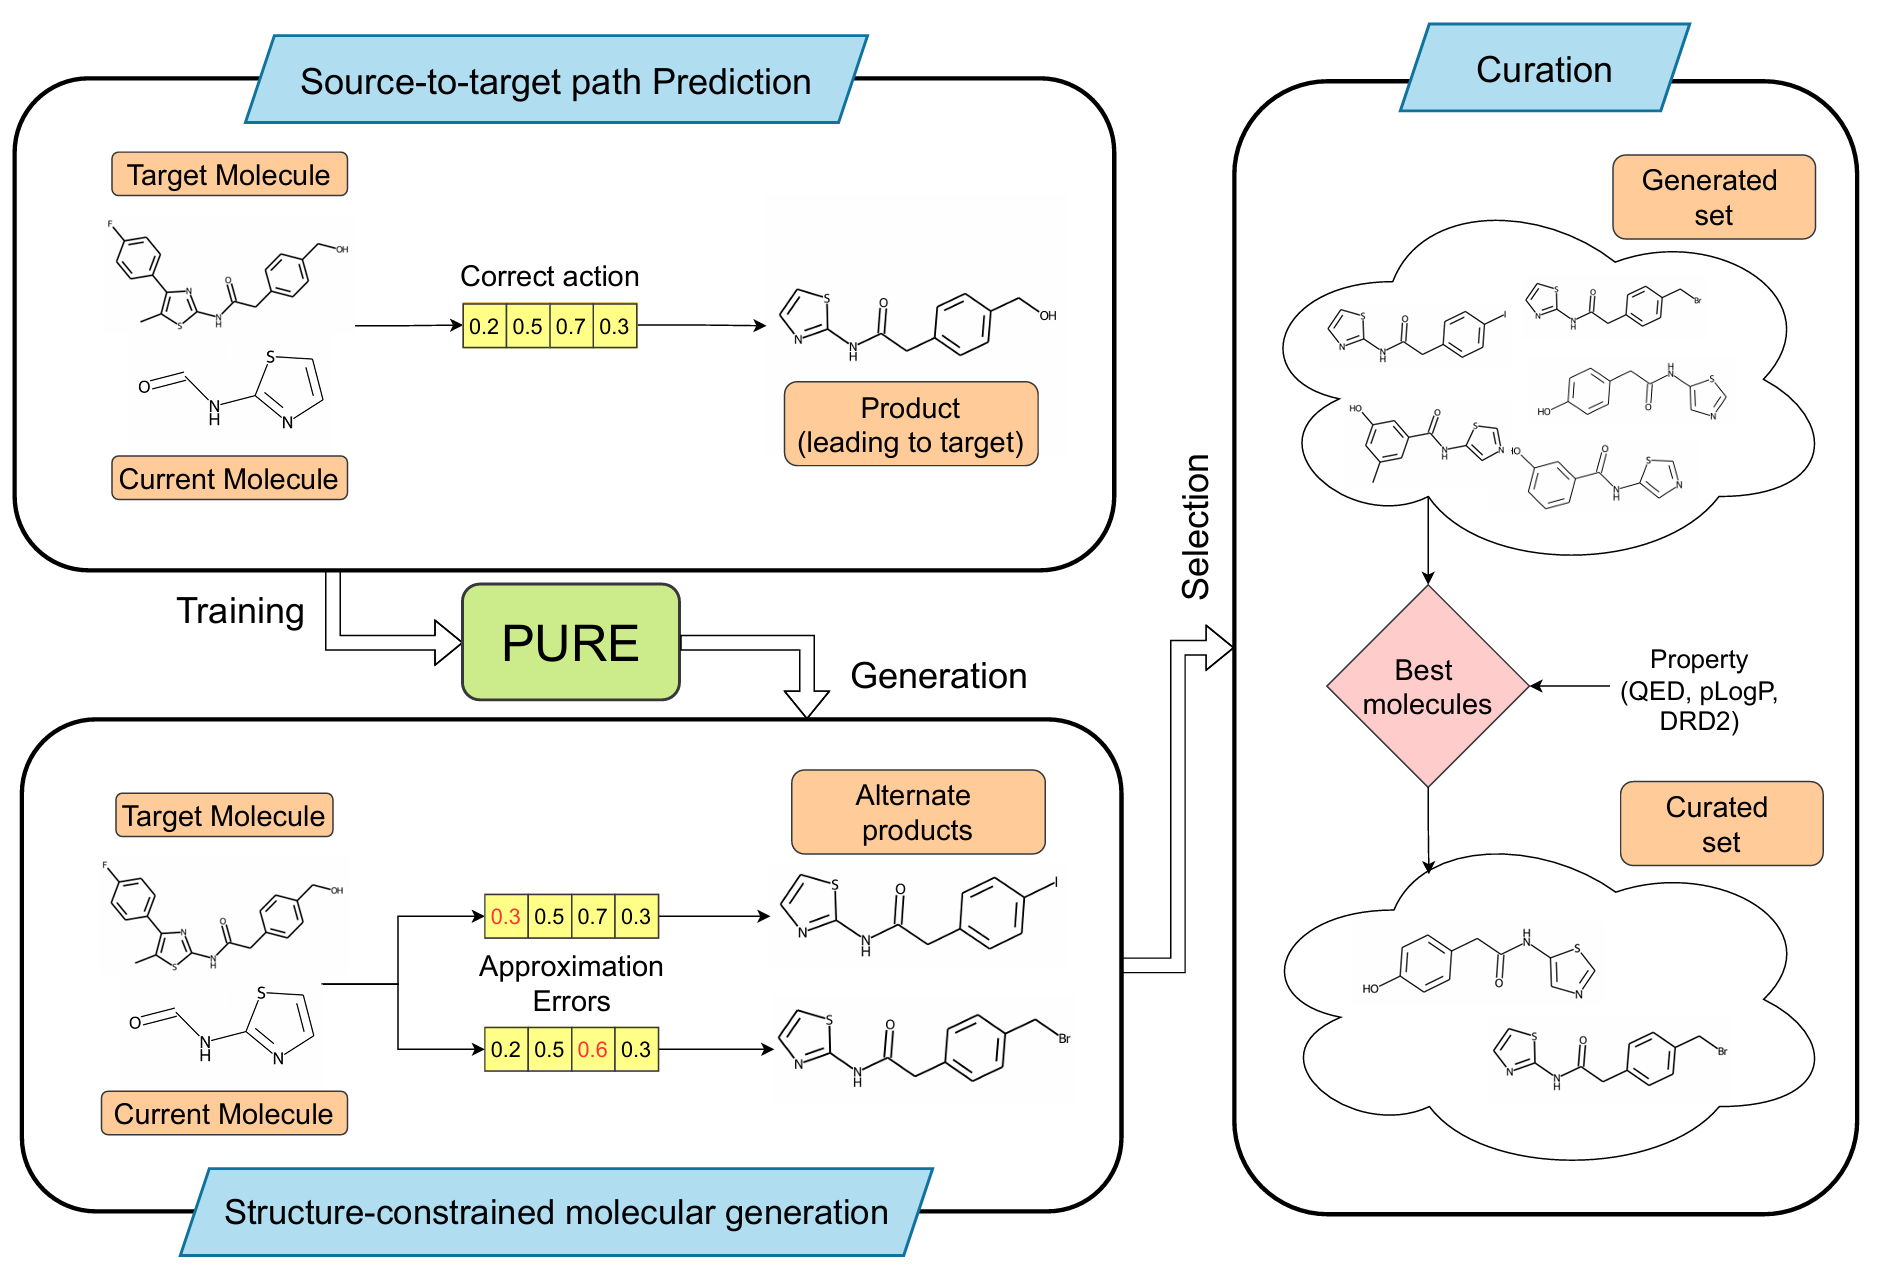 Source-to-target path Prediction
Target Molecule
F
N
S
N
H
O
OH
O
N
H
S
N
Current Molecule
Correct action
0.2 0.5 0.7 0.3
S
N
N
H
O
OH
Product
(leading to target)
Training
PURE
Generation
Target Molecule
F
N
S
N
H
O
OH
O
N
H
S
N
Current Molecule
0.3 0.5 0.7 0.3
Approximation
Errors
0.2 0.5 0.6 0.3
Alternate
products
S
N
N
H
O
I
S
N
N
H
O
Br
Structure-constrained molecular generation
Selection
Curation
Generated
set
S
N
N
H
O
I
S
N
N
H
O
Br
HO
O
H
N
S
N
HO
O
N
H
S
N
HO
O
N
H
S
N
Best
molecules
Property
(QED, pLogP,
DRD2)
Curated
set
HO
O
H
N
S
N
S
N
N
H
O
Br